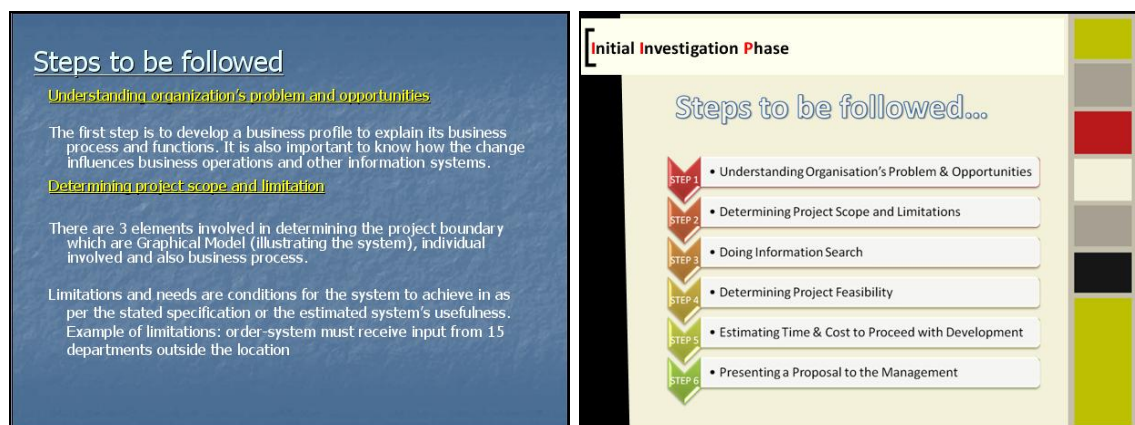 Steps to be followed
Understanding organization's problem and opportunities
The first step is to develop a business profile to explain its business
process and functions. It is also important to know how the change
influences business operations and other information systems.
Determining project scope and limitation
There are 3 elements involved in determining the project boundary
which are Graphical Model (illustrating the system), individual
involved and also business process.
Limitations and needs are conditions for the system to achieve in as
per the stated specification or the estimated system's usefulness.
Example of limitations: order-system must receive input from 15
departments outside the location
Initial Investigation Phase
Steps to be followed...
STEP 1 • Understanding Organisation's Problem & Opportunities
STEP 2 • Determining Project Scope and Limitations
STEP 3 • Doing Information Search
STEP 4 • Determining Project Feasibility
STEP 5 • Estimating Time & Cost to Proceed with Development
STEP 6 • Presenting a Proposal to the Management